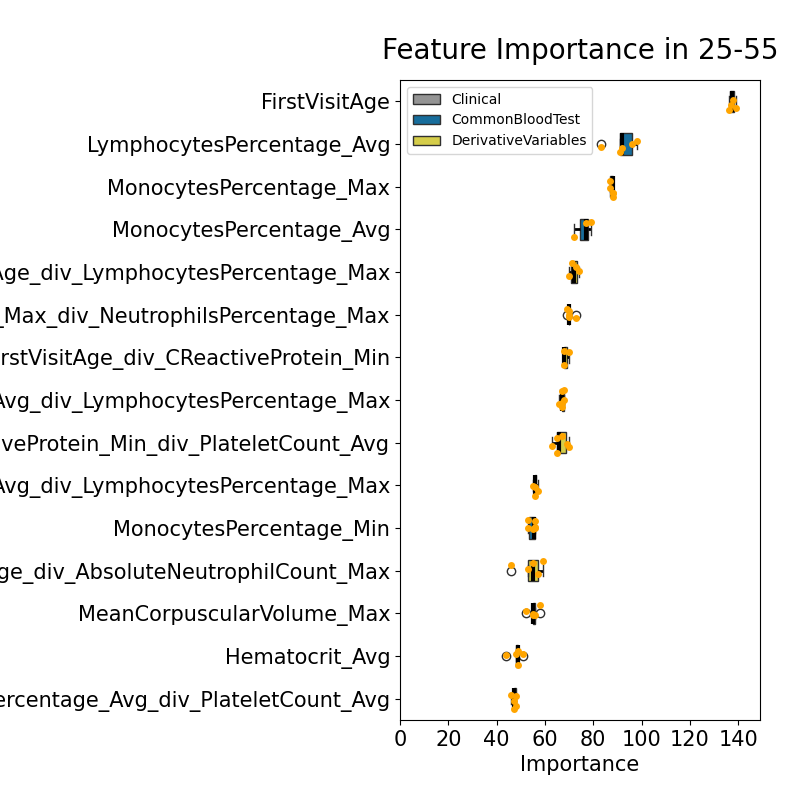 Feature Importance in 25-55
FirstVisitAge
LymphocytesPercentage_Avg
MonocytesPercentage_Max
MonocytesPercentage_Avg
Age_div_LymphocytesPercentage_Max
_Max_div_NeutrophilsPercentage_Max
rstVisitAge_div_CReactiveProtein_Min
Avg_div_LymphocytesPercentage_Max
veProtein_Min_div_PlateletCount_Avg
Avg_div_LymphocytesPercentage_Max
MonocytesPercentage_Min
ge_div_AbsoluteNeutrophilCount_Max
MeanCorpuscularVolume_Max
Hematocrit_Avg
ercentage_Avg_div_PlateletCount_Avg
Clinical
CommonBloodTest
DerivativeVariables
0 20 40 60 80 100 120 140
Importance